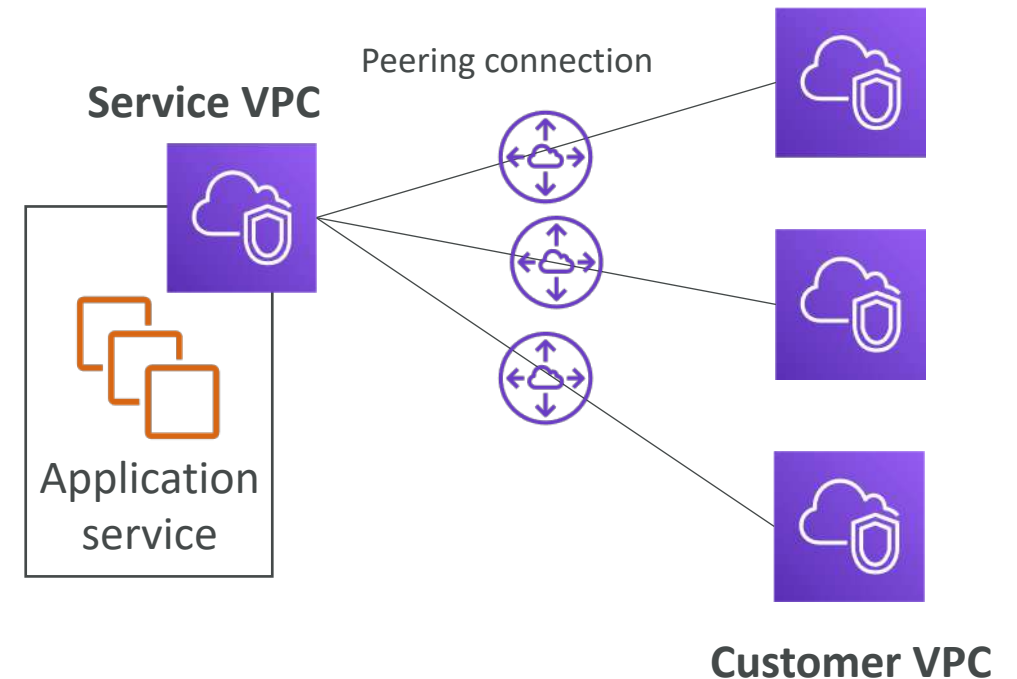 Peering connection
Service VPC
Application
service
Customer VPC